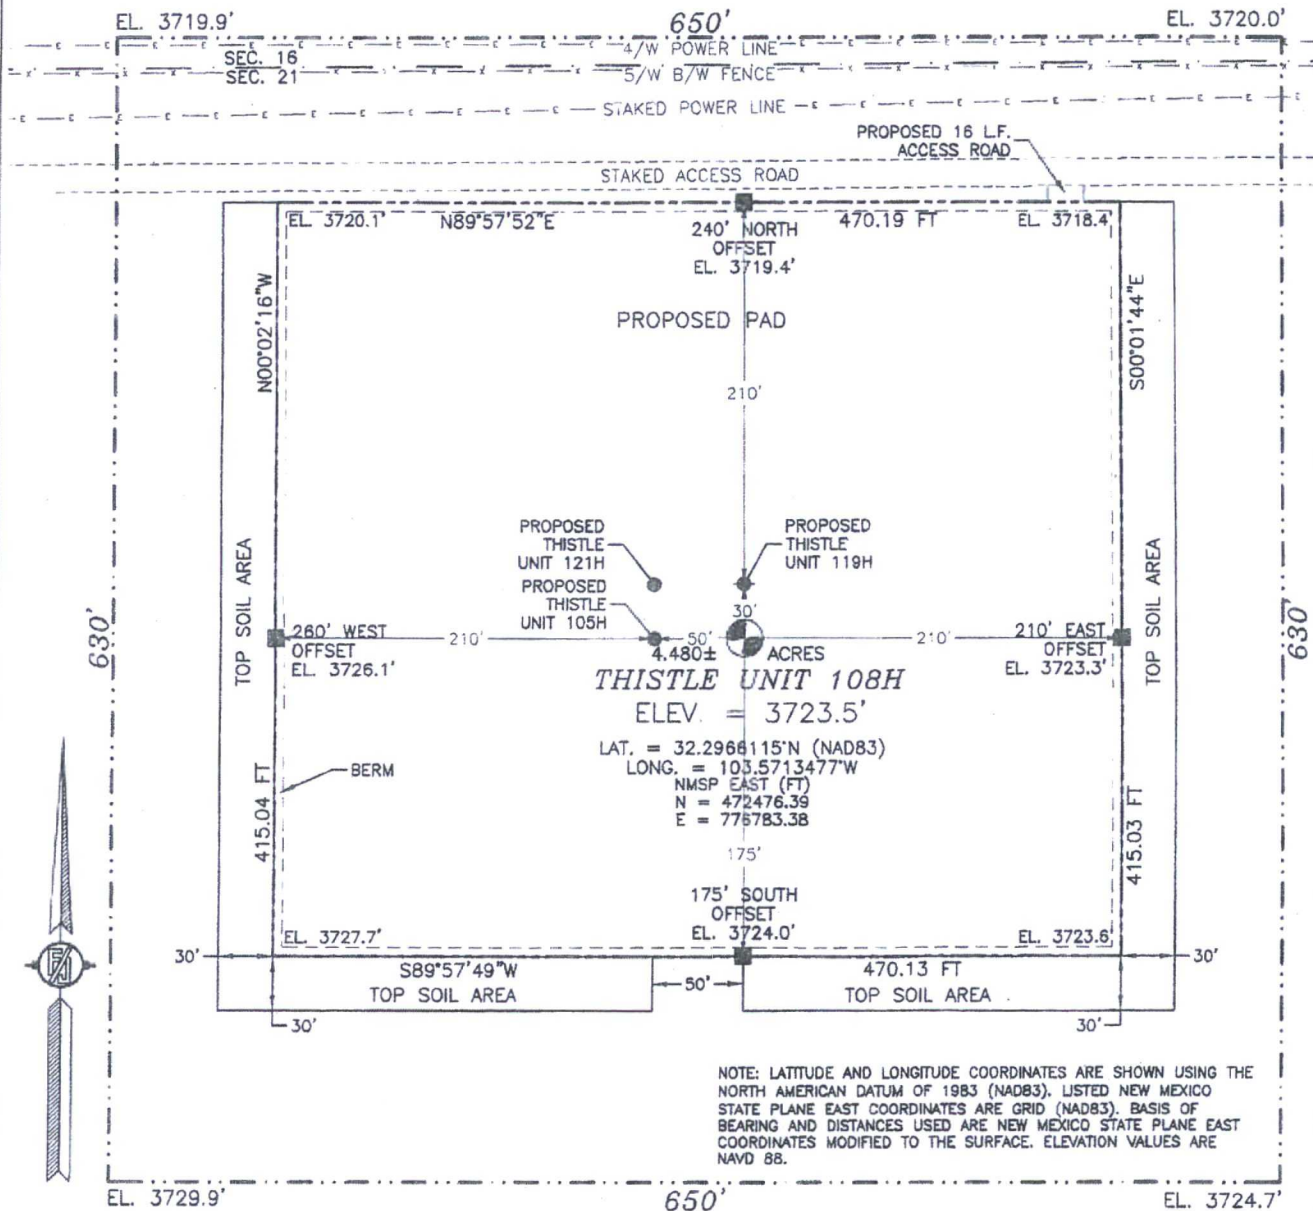 EL. 3719.9'
650'
EL. 3720.0'
4/W POWER LINE
SEC. 16
SEC. 21
5/W B/W FENCE
STAKED POWER LINE
PROPOSED 16 L.F.
ACCESS ROAD
STAKED ACCESS ROAD
EL. 3720.1'
N89°57'52"E
240' NORTH
OFFSET
EL. 3719.4'
470.19 FT
EL. 3718.4'
N00°02'16"W
S00°01'44"E
PROPOSED PAD
210'
PROPOSED
THISTLE
UNIT 121H
PROPOSED
THISTLE
UNIT 119H
PROPOSED
THISTLE
UNIT 105H
30'
TOP SOIL AREA
TOP SOIL AREA
630'
630'
260' WEST
OFFSET
EL. 3726.1'
210'
50'
210'
210' EAST
OFFSET
EL. 3723.3'
4.480± ACRES
THISTLE UNIT 108H
ELEV. = 3723.5'
LAT. = 32.2966115°N (NAD83)
LONG. = 103.5713477°W
NMSP EAST (FT)
N = 472476.39
E = 776783.38
BERM
415.04 FT
415.03 FT
175'
175' SOUTH
OFFSET
EL. 3724.0'
EL. 3727.7'
EL. 3723.6'
30'
30'
S89°57'49"W
470.13 FT
50'
TOP SOIL AREA
TOP SOIL AREA
30'
30'
NOTE: LATITUDE AND LONGITUDE COORDINATES ARE SHOWN USING THE
NORTH AMERICAN DATUM OF 1983 (NAD83). LISTED NEW MEXICO
STATE PLANE EAST COORDINATES ARE GRID (NAD83). BASIS OF
BEARING AND DISTANCES USED ARE NEW MEXICO STATE PLANE EAST
COORDINATES MODIFIED TO THE SURFACE. ELEVATION VALUES ARE
NAVD 88.
EL. 3729.9'
650'
EL. 3724.7'